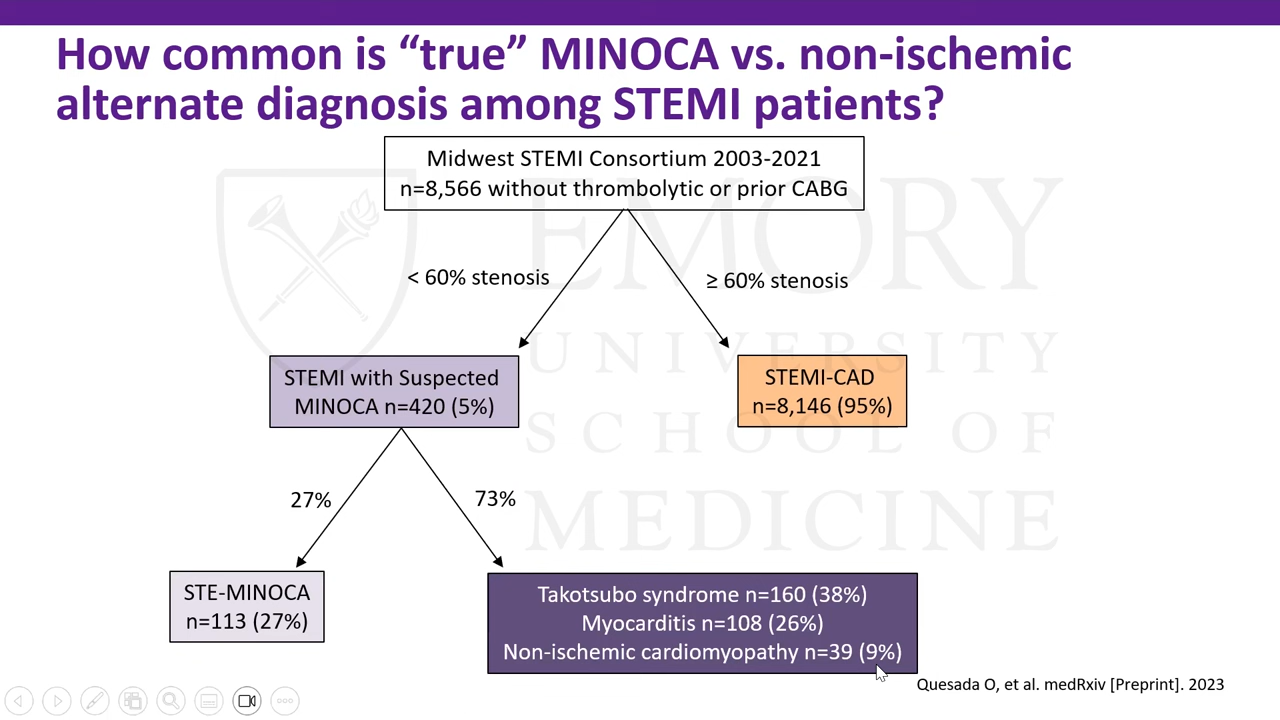 How common is “true” MINOCA vs. non-ischemic
alternate diagnosis among STEMI patients?
Midwest STEMI Consortium 2003-2021
n=8,566 without thrombolytic or prior CABG
EMORY
UNIVERSITY
SCHOOL OF
MEDICINE
< 60% stenosis
≥ 60% stenosis
STEMI with Suspected
MINOCA n=420 (5%)
STEMI-CAD
n=8,146 (95%)
27%
73%
STE-MINOCA
n=113 (27%)
Takotsubo syndrome n=160 (38%)
Myocarditis n=108 (26%)
Non-ischemic cardiomyopathy n=39 (9%)
Quesada O, et al. medRxiv [Preprint]. 2023